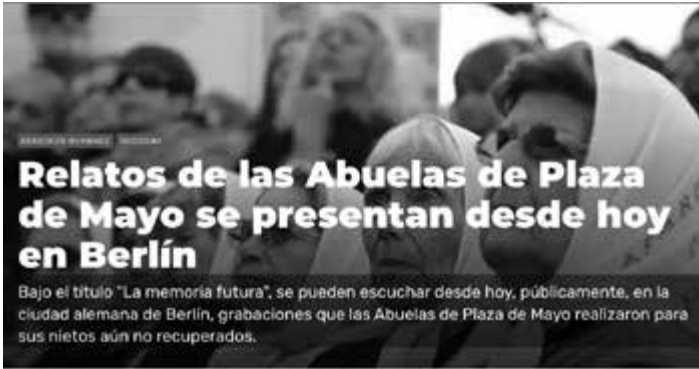 DERECHOS HUMANOS
Relatos de las Abuelas de Plaza
de Mayo se presentan desde hoy
en Berlín
Bajo el título "La memoria futura", se pueden escuchar desde hoy, públicamente, en la
ciudad alemana de Berlín, grabaciones que las Abuelas de Plaza de Mayo realizaron para
sus nietos aún no recuperados.